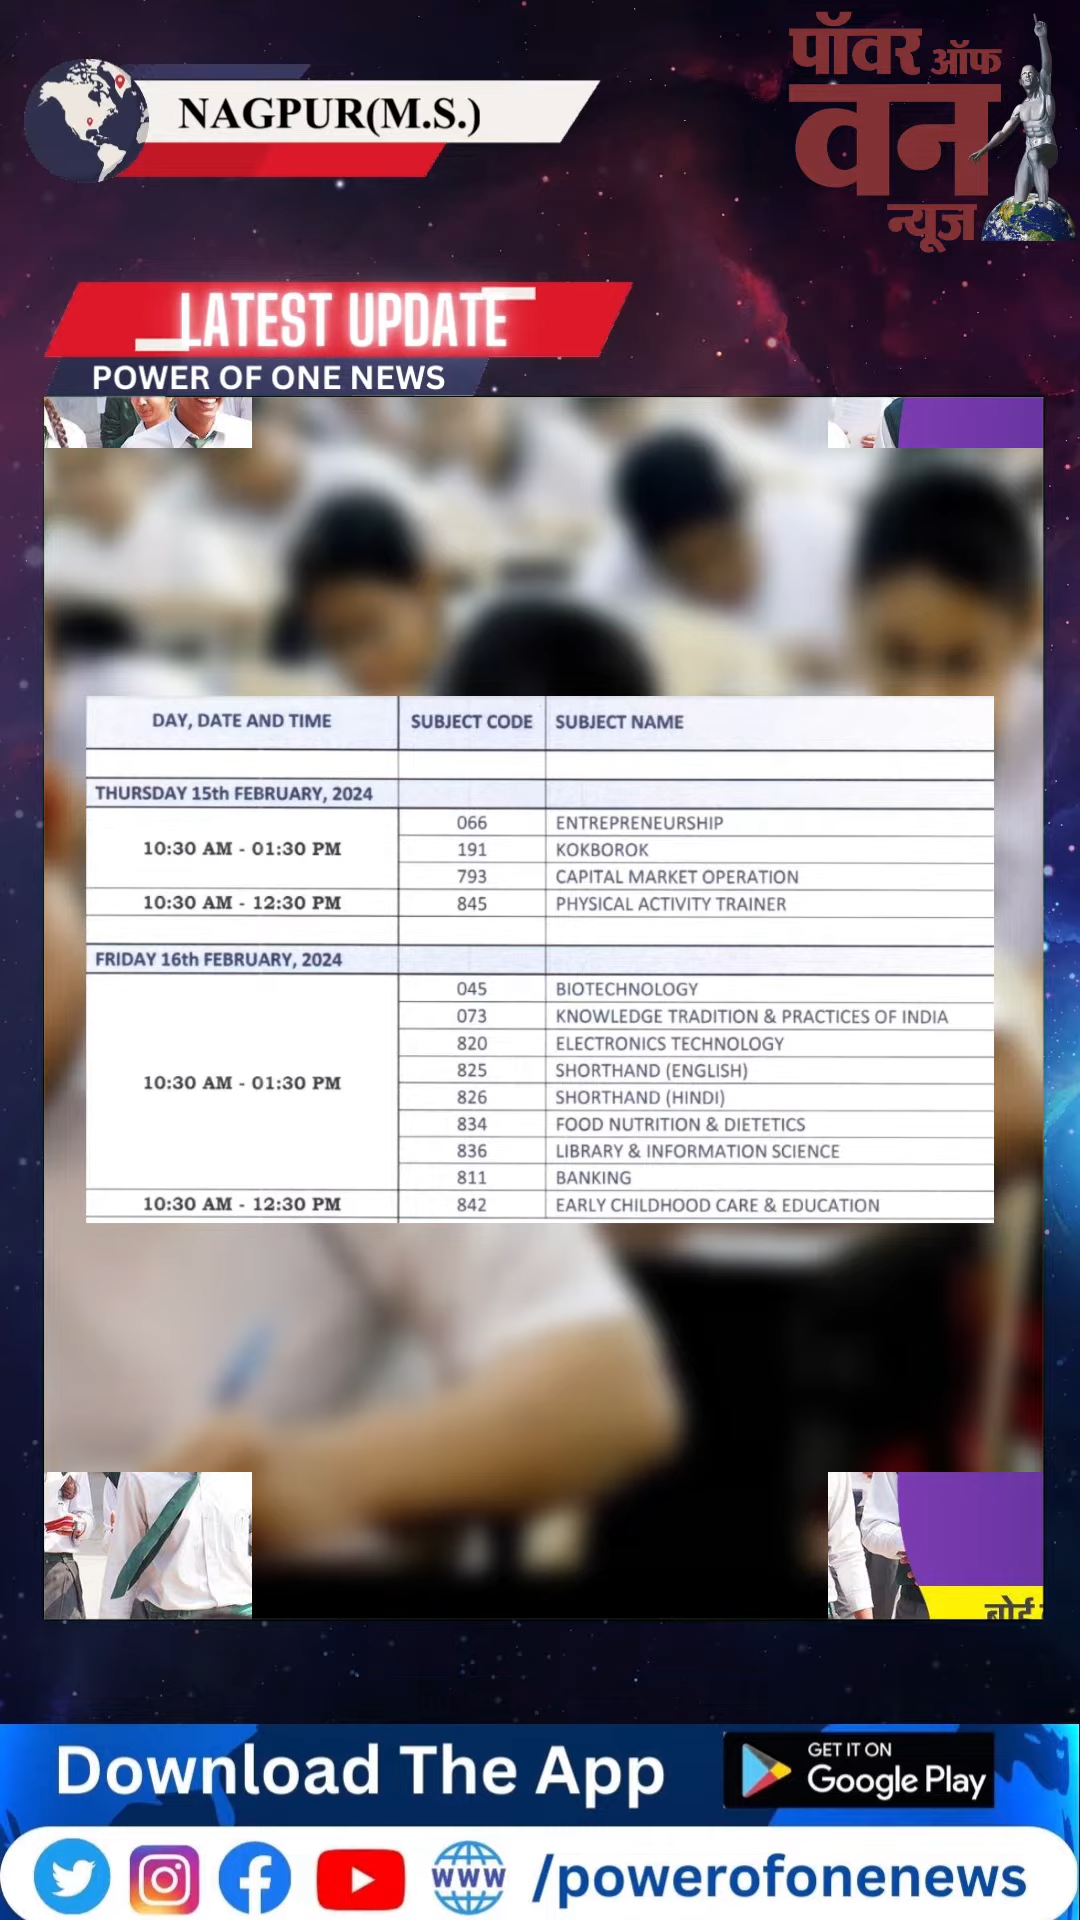 पॉवर ऑफ
वन
न्यूज
NAGPUR(M.S.)
LATEST UPDATE
POWER OF ONE NEWS
DAY, DATE AND TIME SUBJECT CODE SUBJECT NAME
THURSDAY 15th FEBRUARY, 2024
10:30 AM - 01:30 PM
066 ENTREPRENEURSHIP
191 KOKBOROK
793 CAPITAL MARKET OPERATION
10:30 AM - 12:30 PM 845 PHYSICAL ACTIVITY TRAINER
FRIDAY 16th FEBRUARY, 2024
10:30 AM - 01:30 PM
045 BIOTECHNOLOGY
073 KNOWLEDGE TRADITION & PRACTICES OF INDIA
820 ELECTRONICS TECHNOLOGY
825 SHORTHAND (ENGLISH)
826 SHORTHAND (HINDI)
834 FOOD NUTRITION & DIETETICS
836 LIBRARY & INFORMATION SCIENCE
811 BANKING
10:30 AM - 12:30 PM 842 EARLY CHILDHOOD CARE & EDUCATION
Download The App
GET IT ON
Google Play
WWW /powerofonenews